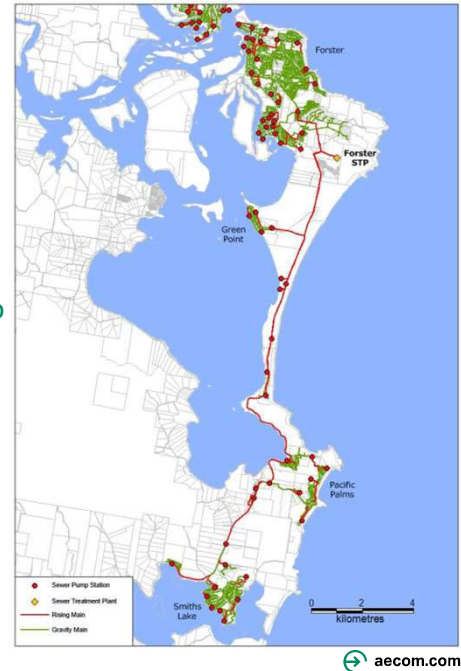 Forster
Forster
STP
Green
Point
Pacific
Palms
Smiths
Lake
Sewer Pump Station
Sewer Treatment Plant
Rising Main
Gravity Main
0 2 4
kilometres
aecom.com